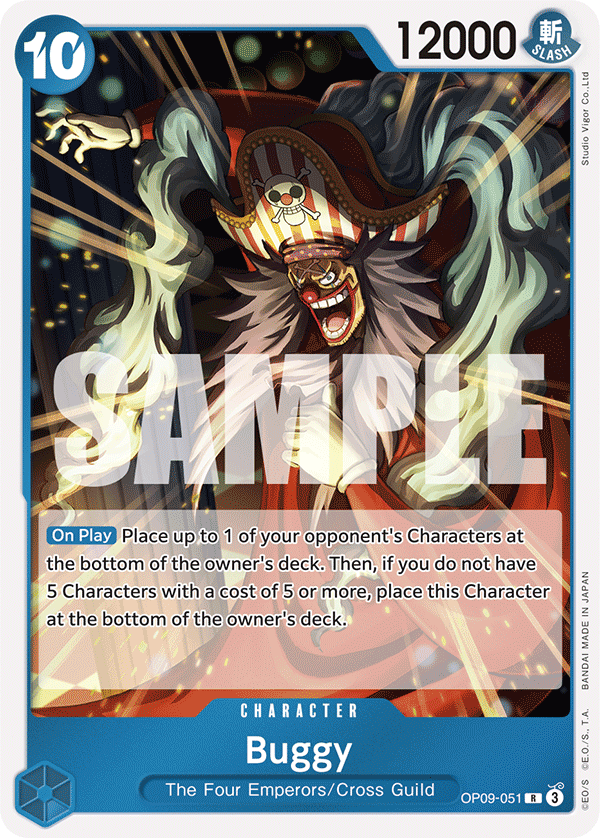 10
12000
斬
SLASH
Studio Vigor Co.,Ltd
SAMPLE
On Play Place up to 1 of your opponent's Characters at
the bottom of the owner's deck. Then, if you do not have
5 Characters with a cost of 5 or more, place this Character
at the bottom of the owner's deck.
CHARACTER
Buggy
The Four Emperors/Cross Guild
OP09-051 R 3
©EO/S ©E.O./S., T.A. BANDAI MADE IN JAPAN